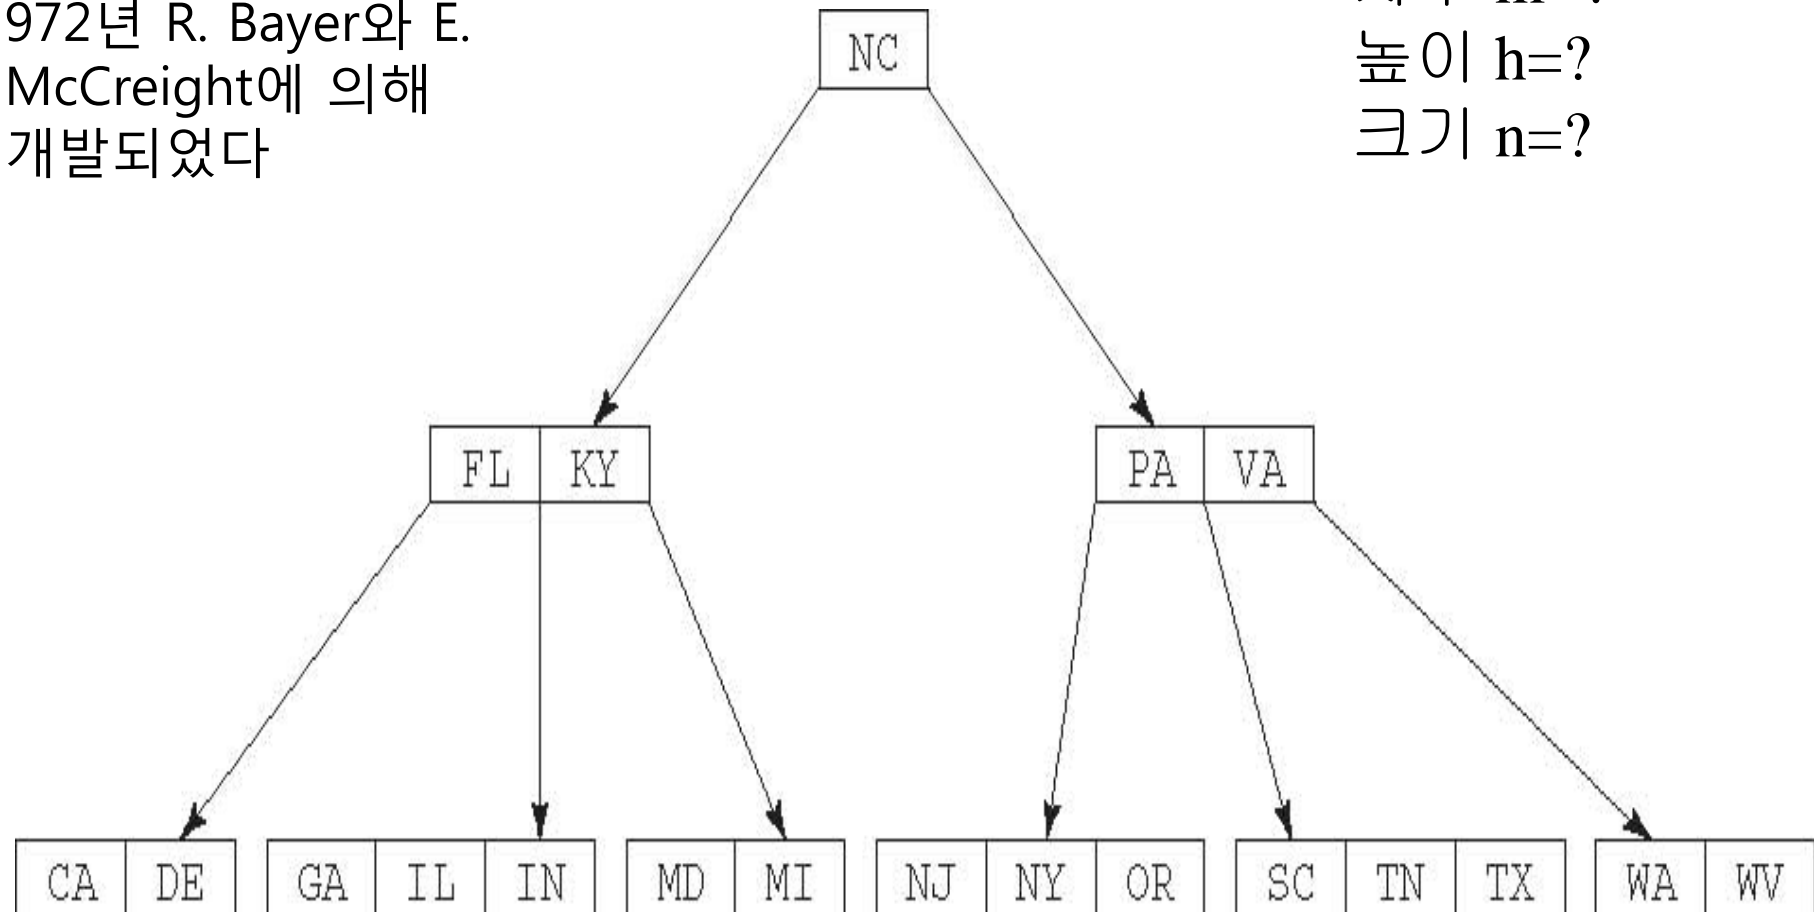 972년 R. Bayer와 E.
McCreight에 의해
개발되었다
높이 h=?
크기 n=?
NC
FL KY
PA VA
CA DE
GA IL IN
MD MI
NJ NY OR
SC TN TX
WA WV